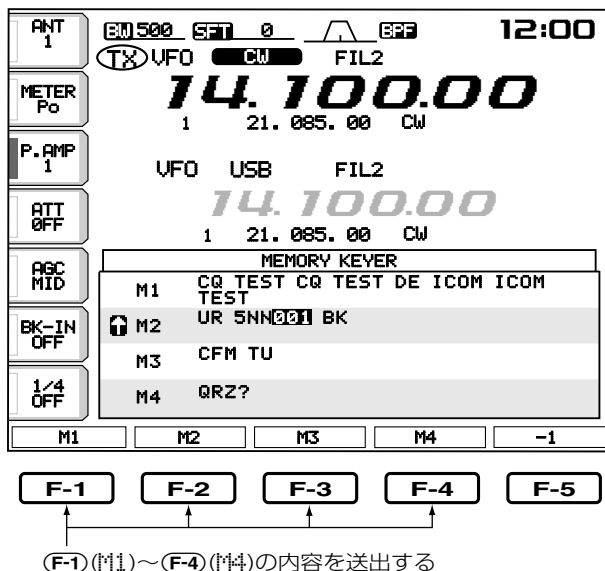 ANT
1
BW 500 SFT 0 BPF 12:00
TX VFO CW FIL2
METER
Po
14.100.00
1 21.085.00 CW
P.AMP
1
VFO USB FIL2
ATT
OFF
14.100.00
1 21.085.00 CW
AGC
MID
MEMORY KEYER
M1 CQ TEST CQ TEST DE ICOM ICOM
TEST
BK-IN
OFF
M2 UR 5NN001 BK
M3 CFM TU
1/4
OFF
M4 QRZ?
M1 M2 M3 M4 -1
F-1 F-2 F-3 F-4 F-5
(F-1)(M1)～(F-4)(M4)の内容を送出する